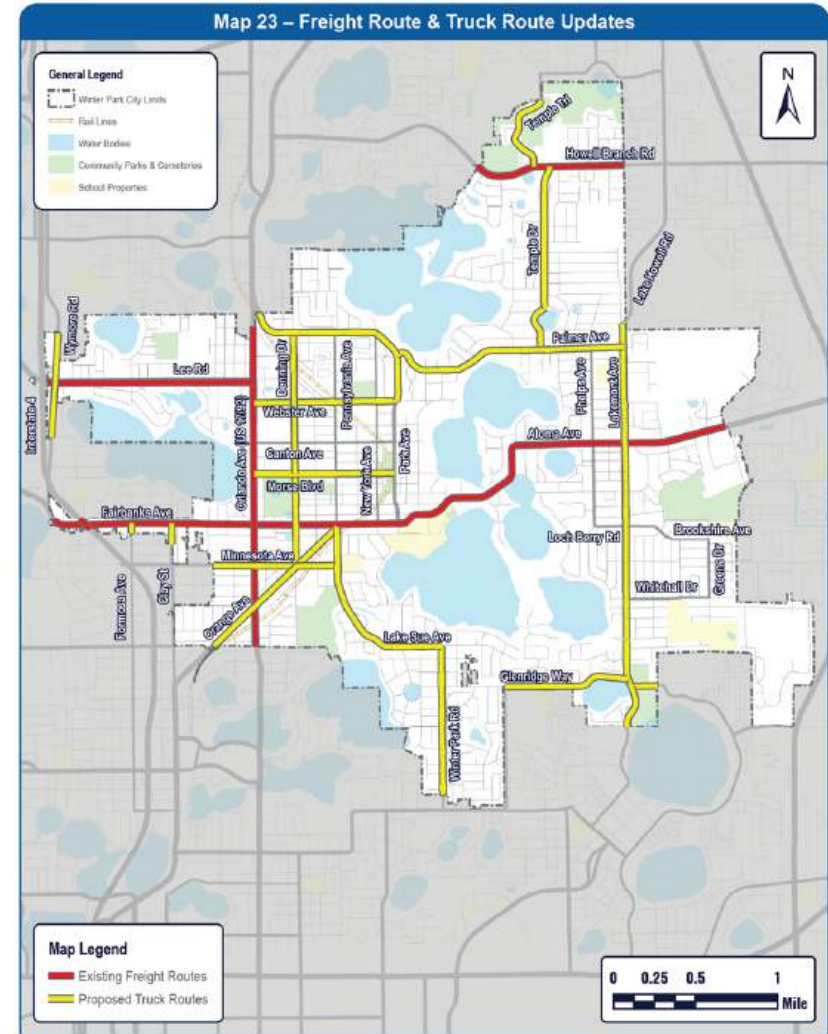 Map 23 – Freight Route & Truck Route Updates
General Legend
Winter Park City Limits
Rail Lines
Water Bodies
Community Parks & Cemeteries
School Properties
N
Temple Trl
Howell Branch Rd
Temple Dr
Lake Howell Rd
Wymore Rd
Palmer Ave
Lee Rd
Denning Dr
Pennsylvania Ave
Phelps Ave
Lakemont Ave
Interstate 4
Webster Ave
Orlando Ave (US 17/92)
Canton Ave
New York Ave
Park Ave
Aloma Ave
Morse Blvd
Fairbanks Ave
Loch Berry Rd
Brookshire Ave
Minnesota Ave
Formosa Ave
Clay St
Whitehall Dr
Greene Dr
Orange Ave
Lake Sue Ave
Glenridge Way
Winter Park Rd
Map Legend
Existing Freight Routes
Proposed Truck Routes
0 0.25 0.5 1
Mile